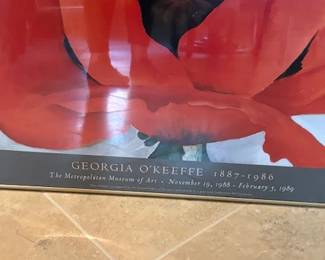 GEORGIA O'KEEFFE 1887-1986
The Metropolitan Museum of Art · November 19, 1988 - February 5, 1989